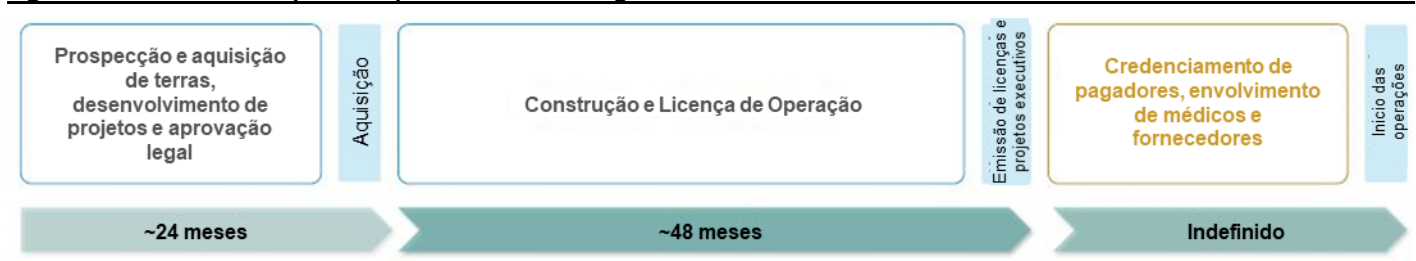 Prospecção e aquisição
de terras,
desenvolvimento de
projetos e aprovação
legal
Aquisição
Construção e Licença de Operação
Emissão de licenças e
projetos executivos
Credenciamento de
pagadores, envolvimento
de médicos e
fornecedores
Inicio das
operações
~24 meses
~48 meses
Indefinido